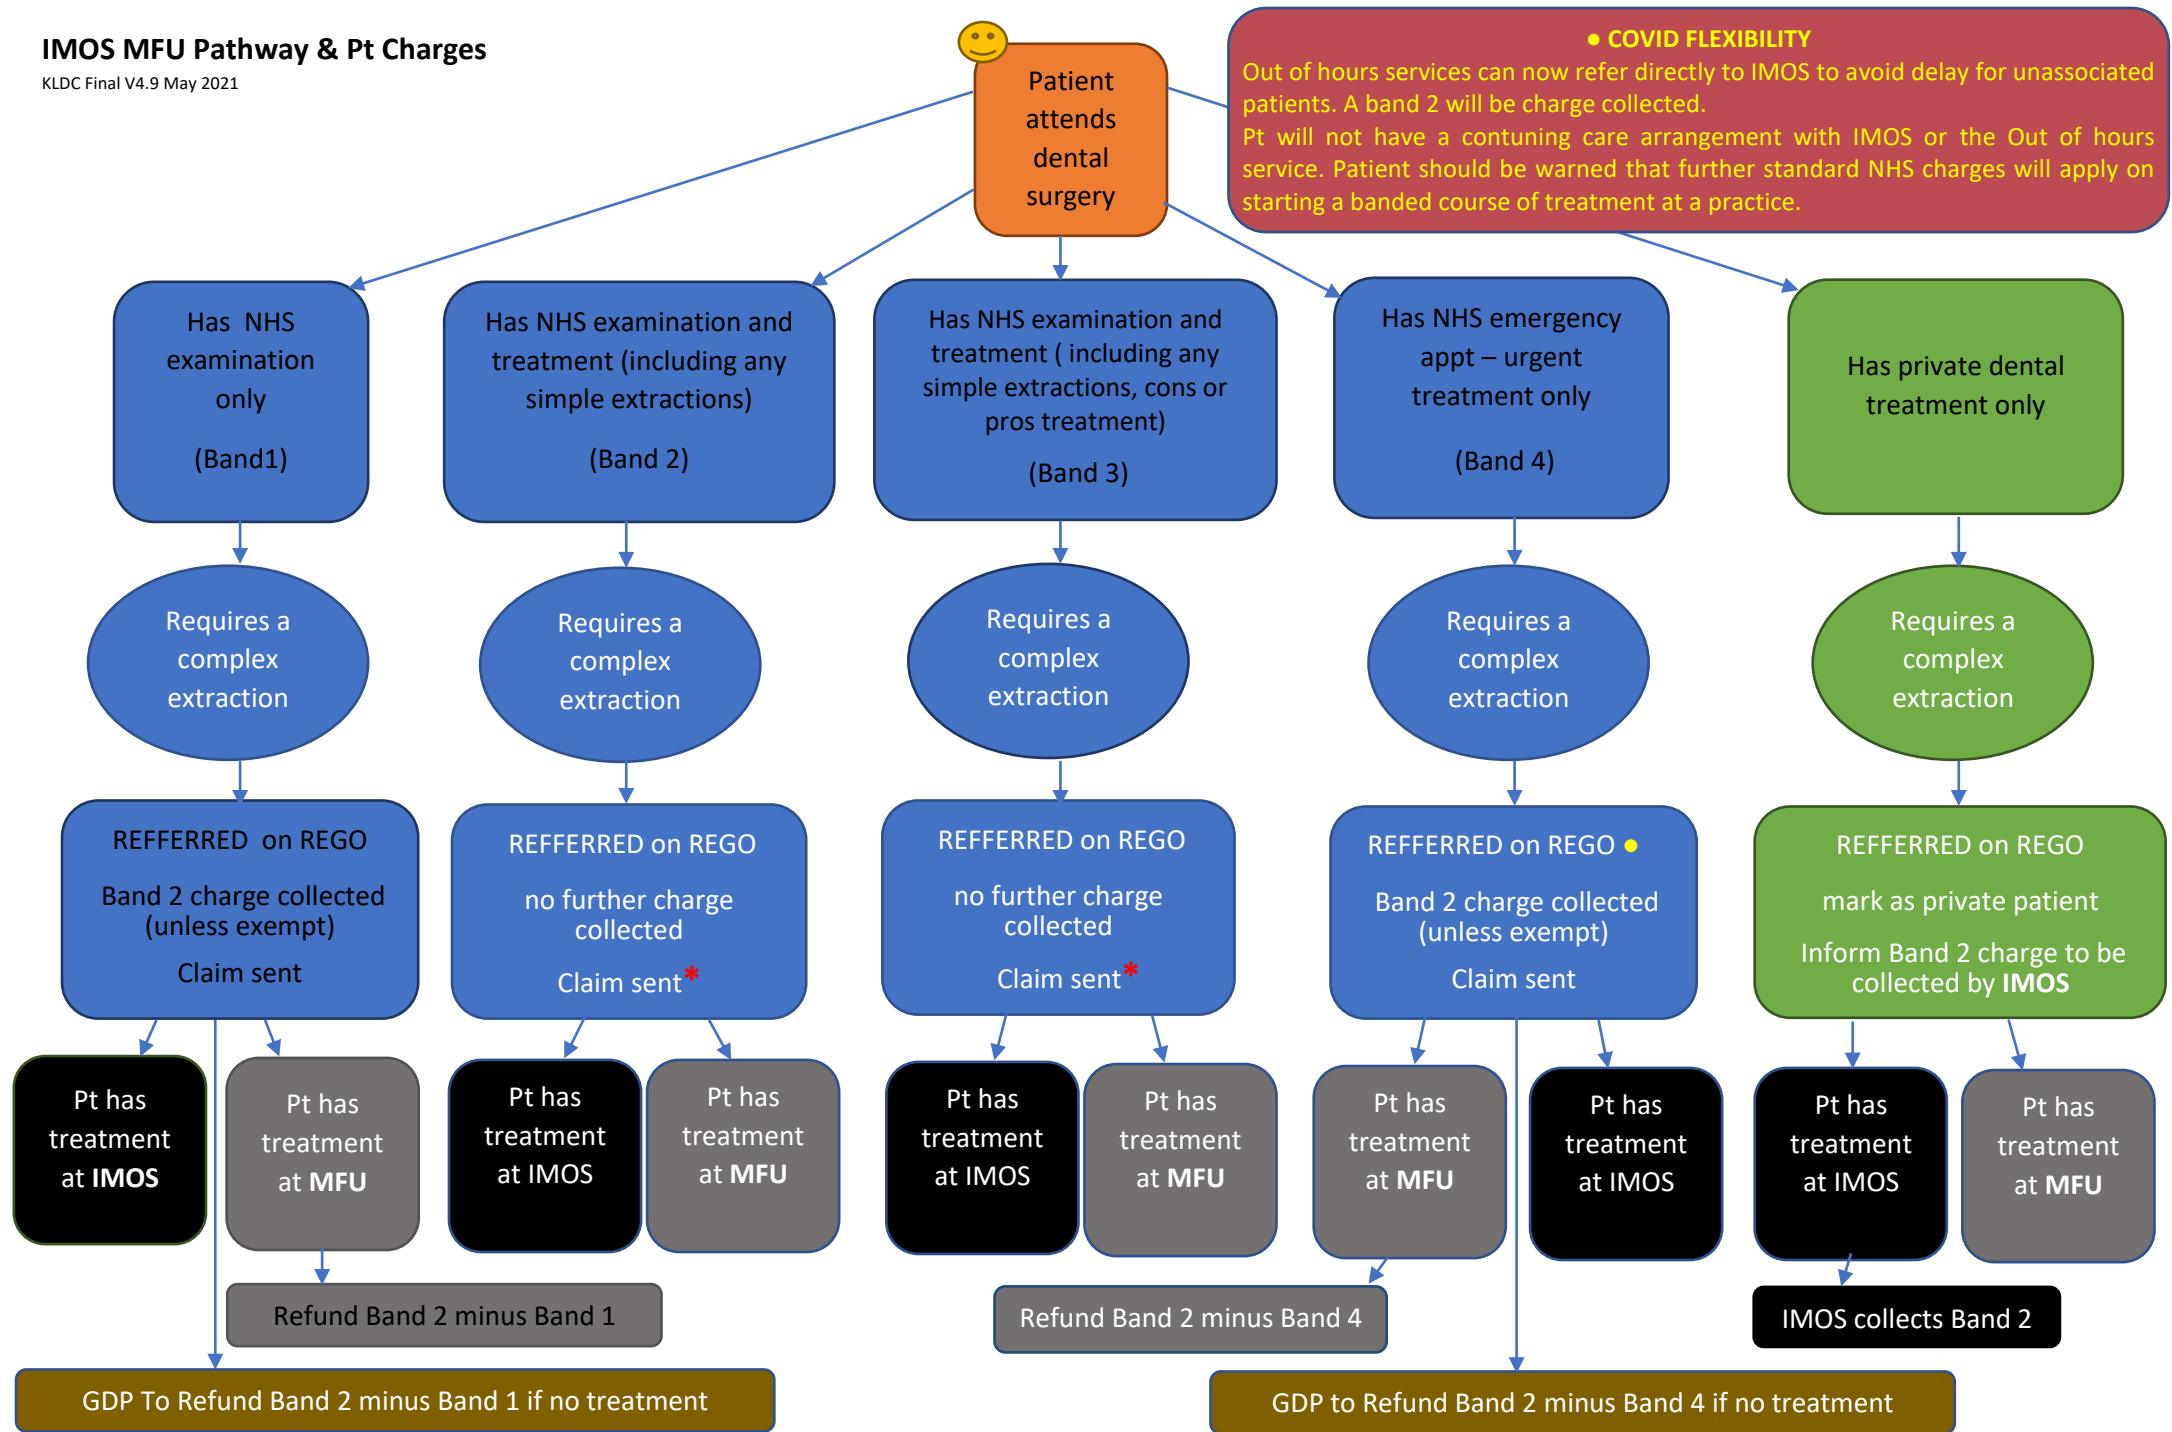 IMOS MFU Pathway & Pt Charges
KLDC Final V4.9 May 2021
Patient
attends
dental
surgery
● COVID FLEXIBILITY
Out of hours services can now refer directly to IMOS to avoid delay for unassociated
patients. A band 2 will be charge collected.
Pt will not have a contuning care arrangement with IMOS or the Out of hours
service. Patient should be warned that further standard NHS charges will apply on
starting a banded course of treatment at a practice.
Has NHS
examination
only
(Band1)
Has NHS examination and
treatment (including any
simple extractions)
(Band 2)
Has NHS examination and
treatment ( including any
simple extractions, cons or
pros treatment)
(Band 3)
Has NHS emergency
appt – urgent
treatment only
(Band 4)
Has private dental
treatment only
Requires a
complex
extraction
Requires a
complex
extraction
Requires a
complex
extraction
Requires a
complex
extraction
Requires a
complex
extraction
REFFERRED on REGO
Band 2 charge collected
(unless exempt)
Claim sent
REFFERRED on REGO
no further charge
collected
Claim sent*
REFFERRED on REGO
no further charge
collected
Claim sent*
REFFERRED on REGO ●
Band 2 charge collected
(unless exempt)
Claim sent
REFFERRED on REGO
mark as private patient
Inform Band 2 charge to be
collected by IMOS
Pt has
treatment
at IMOS
Pt has
treatment
at MFU
Pt has
treatment
at IMOS
Pt has
treatment
at MFU
Pt has
treatment
at IMOS
Pt has
treatment
at MFU
Pt has
treatment
at MFU
Pt has
treatment
at IMOS
Pt has
treatment
at IMOS
Pt has
treatment
at MFU
Refund Band 2 minus Band 1
Refund Band 2 minus Band 4
IMOS collects Band 2
GDP To Refund Band 2 minus Band 1 if no treatment
GDP to Refund Band 2 minus Band 4 if no treatment